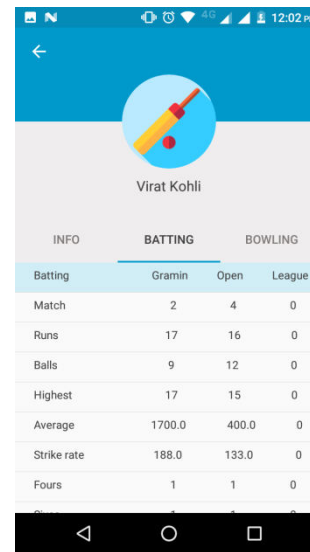 4G 12:02 P
Virat Kohli
INFO BATTING BOWLING
Batting Gramin Open League
Match 2 4 0
Runs 17 16 0
Balls 9 12 0
Highest 17 15 0
Average 1700.0 400.0 0
Strike rate 188.0 133.0 0
Fours 1 1 0